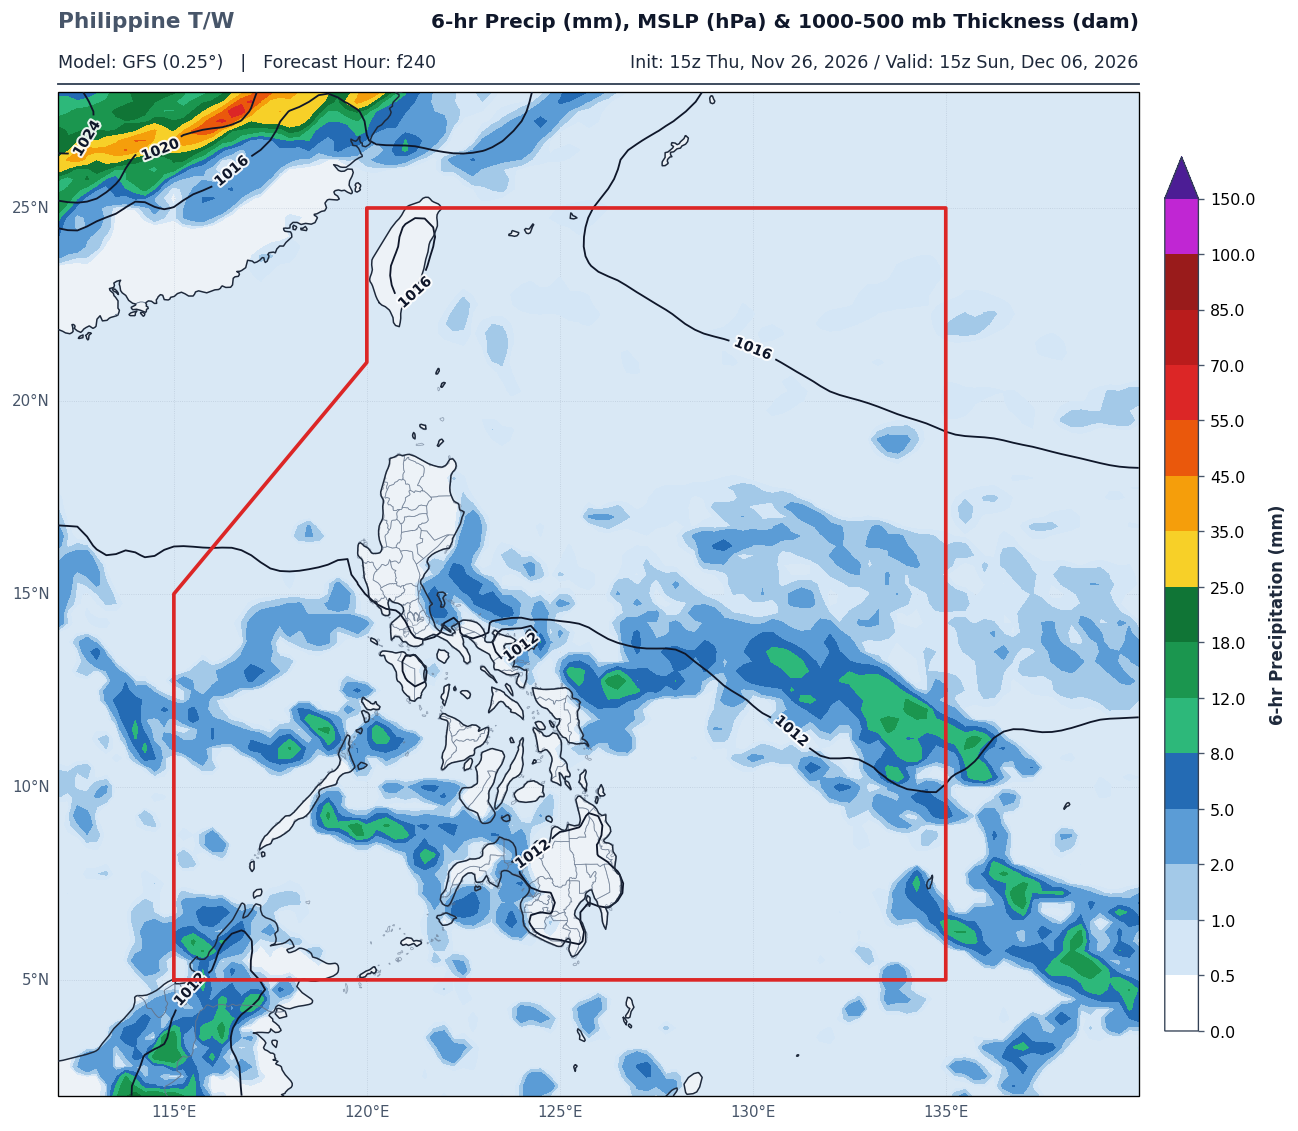 Philippine T/W
6-hr Precip (mm), MSLP (hPa) & 1000-500 mb Thickness (dam)
Model: GFS (0.25°) | Forecast Hour: f240
Init: 15z Thu, Nov 26, 2026 / Valid: 15z Sun, Dec 06, 2026
1024
1020
1016
1016
1016
1012
1012
1012
1012
25°N
20°N
15°N
10°N
5°N
115°E
120°E
125°E
130°E
135°E
150.0
100.0
85.0
70.0
55.0
45.0
35.0
25.0
18.0
12.0
8.0
5.0
2.0
1.0
0.5
0.0
6-hr Precipitation (mm)